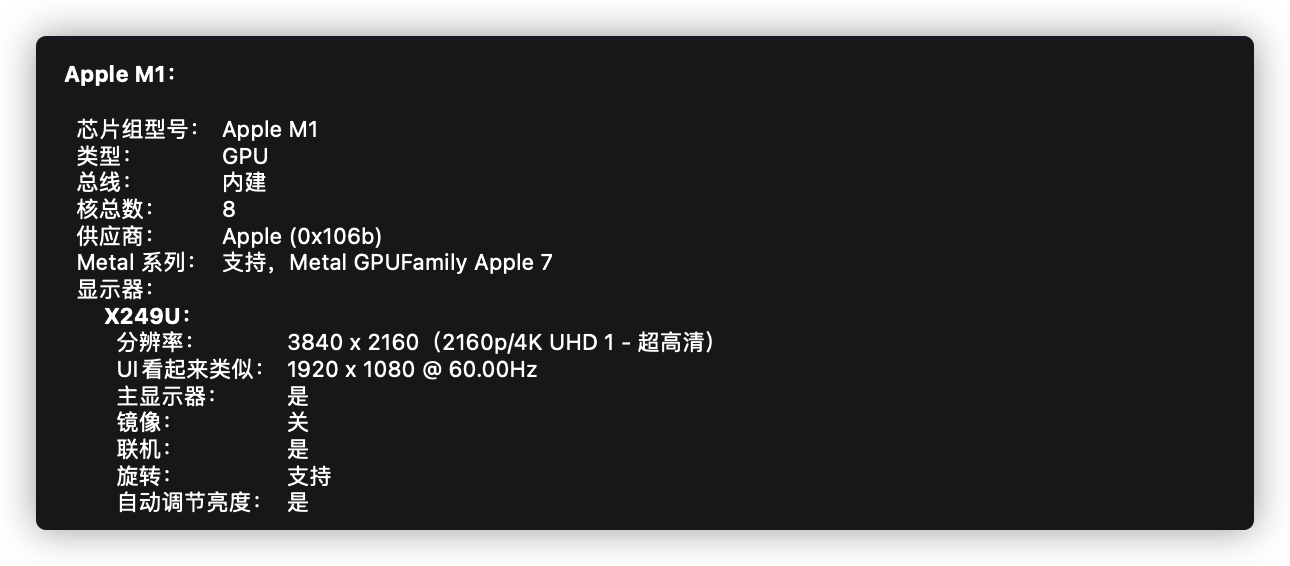 Apple M1：
芯片组型号： Apple M1
类型： GPU
总线： 内建
核总数： 8
供应商： Apple (0x106b)
Metal 系列： 支持，Metal GPUFamily Apple 7
显示器：
X249U：
分辨率： 3840 x 2160（2160p/4K UHD 1 - 超高清）
UI 看起来类似： 1920 x 1080 @ 60.00Hz
主显示器： 是
镜像： 关
联机： 是
旋转： 支持
自动调节亮度： 是